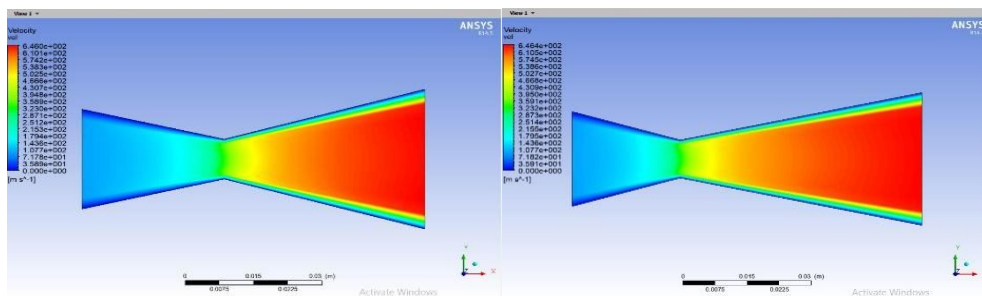 View 1
ANSYS
R14.5
Velocity
vel
6.460e+002
6.101e+002
5.742e+002
5.383e+002
5.025e+002
4.666e+002
4.307e+002
3.948e+002
3.589e+002
3.230e+002
2.871e+002
2.512e+002
2.153e+002
1.794e+002
1.436e+002
1.077e+002
7.178e+001
3.589e+001
0.000e+000
[m s^-1]
0 0.015 0.03 (m)
0.0075 0.0225
Y
X
Z
Activate Windows
View 1
ANSYS
R14.5
Velocity
vel
6.464e+002
6.105e+002
5.745e+002
5.386e+002
5.027e+002
4.668e+002
4.309e+002
3.950e+002
3.591e+002
3.232e+002
2.873e+002
2.514e+002
2.155e+002
1.795e+002
1.436e+002
1.077e+002
7.182e+001
3.591e+001
0.000e+000
[m s^-1]
0 0.015 0.03 (m)
0.0075 0.0225
Y
X
Z
Activate Windows